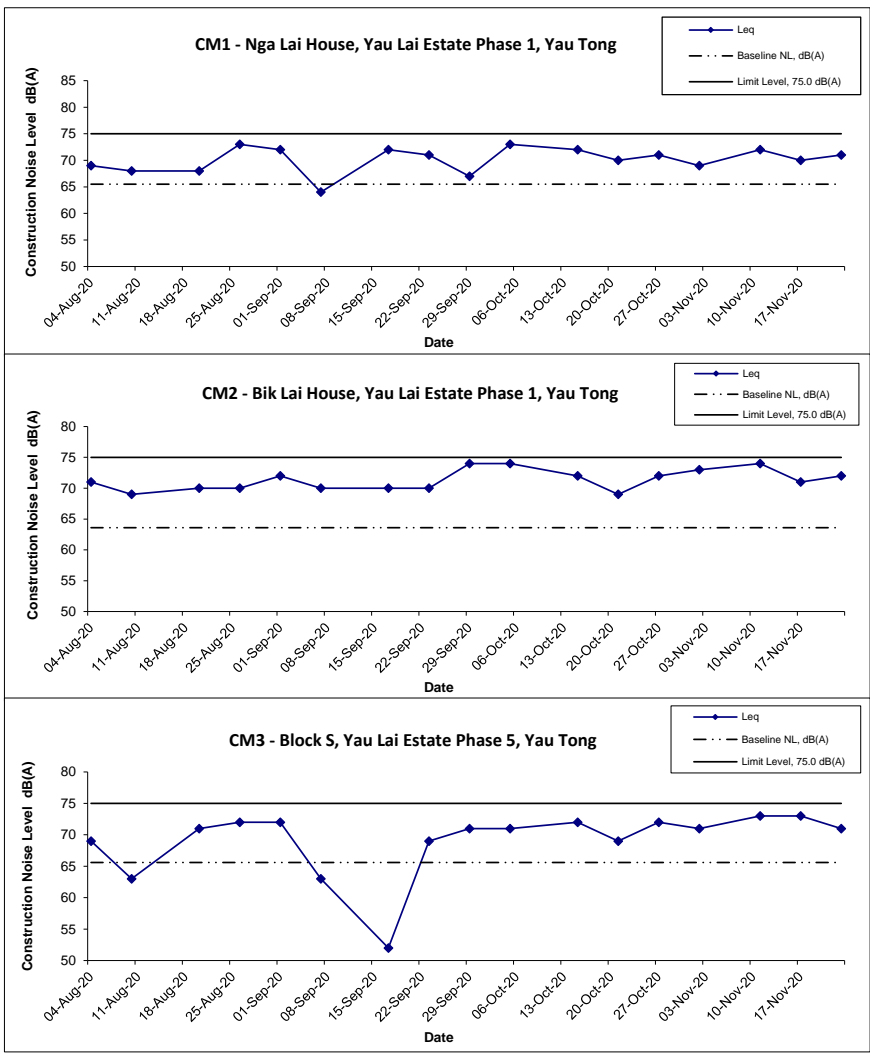 CM1 - Nga Lai House, Yau Lai Estate Phase 1, Yau Tong
Leq
Baseline NL, dB(A)
Limit Level, 75.0 dB(A)
Construction Noise Level dB(A)
85
80
75
70
65
60
55
50
04-Aug-20
11-Aug-20
18-Aug-20
25-Aug-20
01-Sep-20
08-Sep-20
15-Sep-20
22-Sep-20
29-Sep-20
06-Oct-20
13-Oct-20
20-Oct-20
27-Oct-20
03-Nov-20
10-Nov-20
17-Nov-20
Date
CM2 - Bik Lai House, Yau Lai Estate Phase 1, Yau Tong
Leq
Baseline NL, dB(A)
Limit Level, 75.0 dB(A)
Construction Noise Level dB(A)
80
75
70
65
60
55
50
04-Aug-20
11-Aug-20
18-Aug-20
25-Aug-20
01-Sep-20
08-Sep-20
15-Sep-20
22-Sep-20
29-Sep-20
06-Oct-20
13-Oct-20
20-Oct-20
27-Oct-20
03-Nov-20
10-Nov-20
17-Nov-20
Date
CM3 - Block S, Yau Lai Estate Phase 5, Yau Tong
Leq
Baseline NL, dB(A)
Limit Level, 75.0 dB(A)
Construction Noise Level dB(A)
80
75
70
65
60
55
50
04-Aug-20
11-Aug-20
18-Aug-20
25-Aug-20
01-Sep-20
08-Sep-20
15-Sep-20
22-Sep-20
29-Sep-20
06-Oct-20
13-Oct-20
20-Oct-20
27-Oct-20
03-Nov-20
10-Nov-20
17-Nov-20
Date